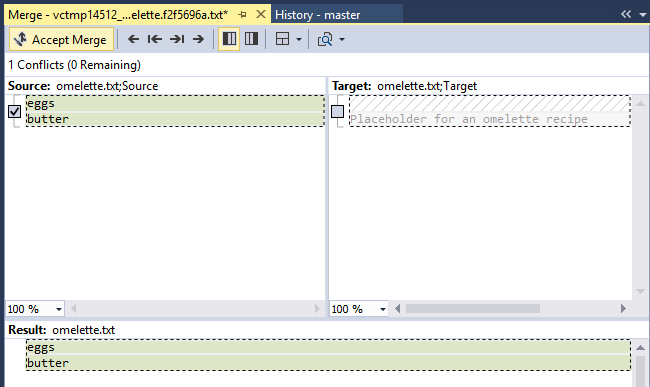 Merge - vctmp14512_...elette.f2f5696a.txt*
History - master
Accept Merge
1 Conflicts (0 Remaining)
Source: omelette.txt;Source
Target: omelette.txt;Target
eggs
butter
Placeholder for an omelette recipe
100 %
100 %
Result: omelette.txt
eggs
butter